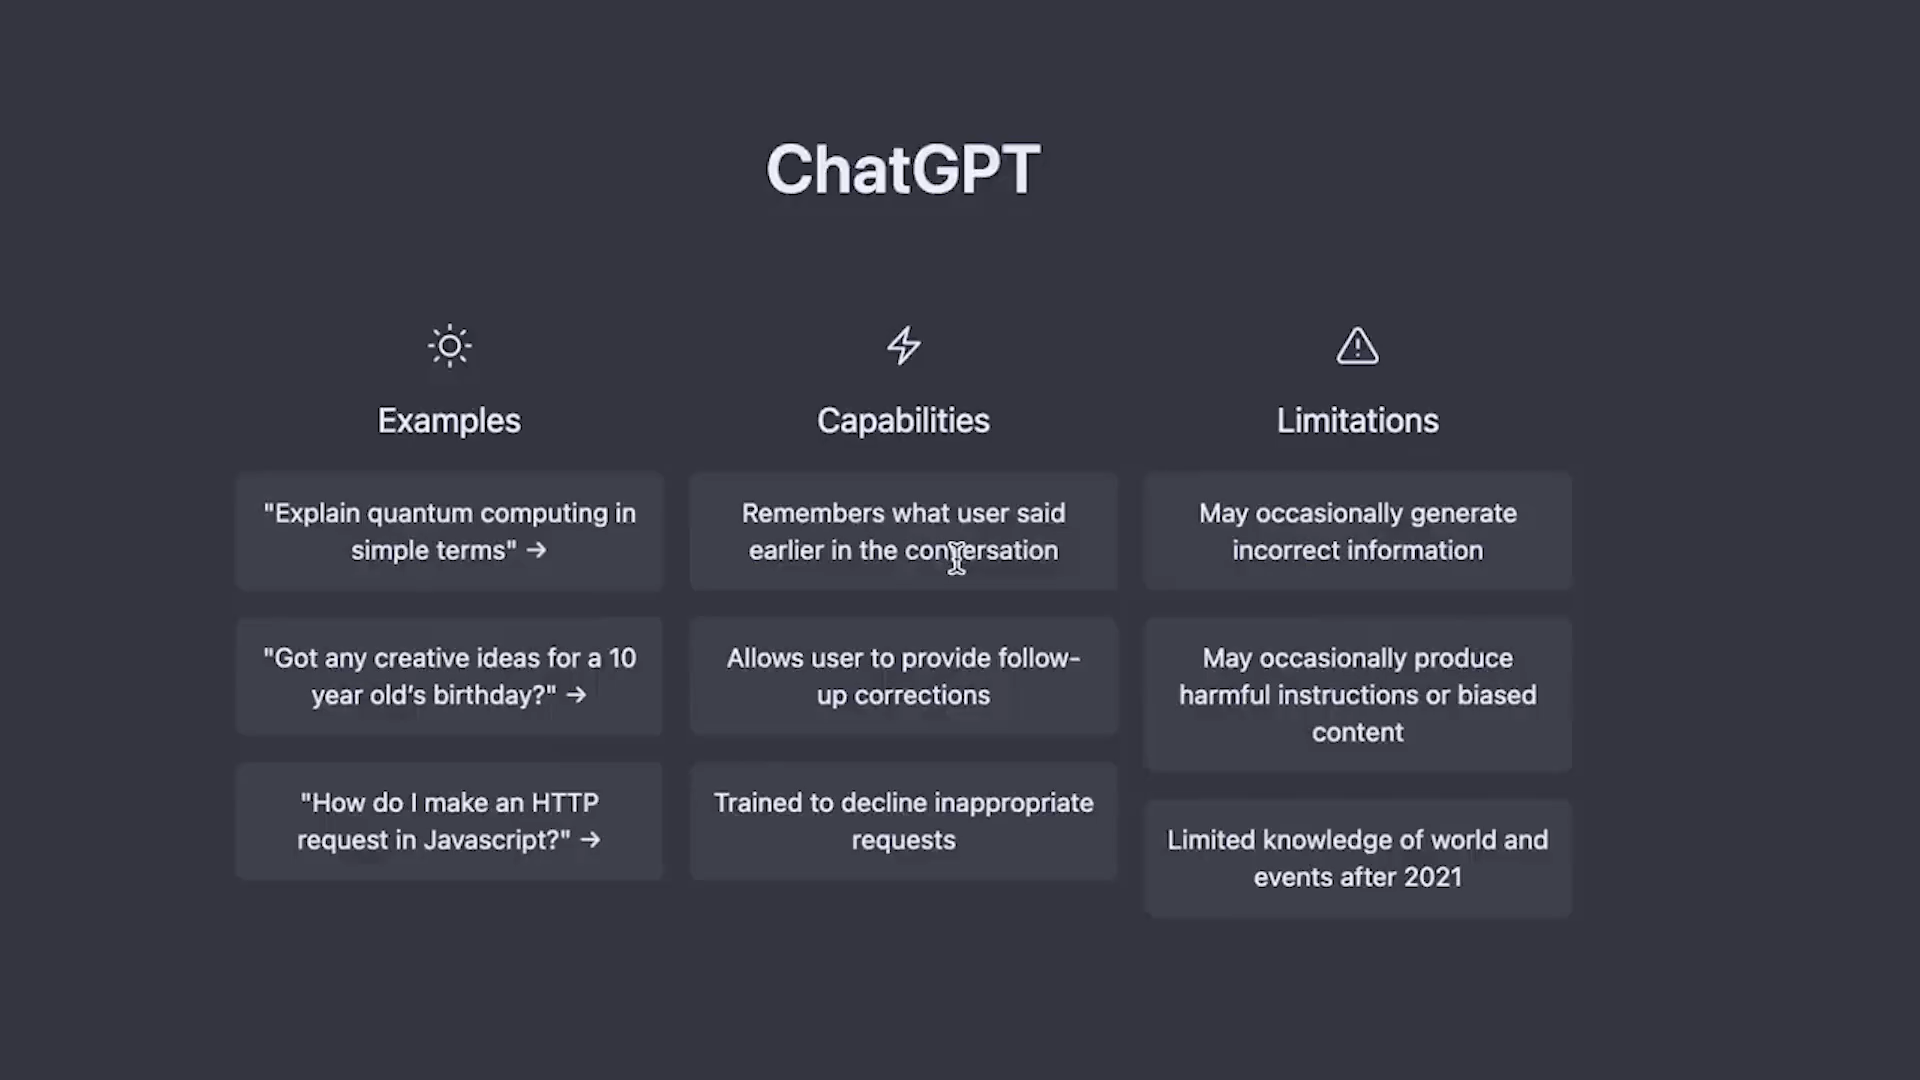 ChatGPT
Examples
"Explain quantum computing in
simple terms" →
"Got any creative ideas for a 10
year old’s birthday?" →
"How do I make an HTTP
request in Javascript?" →
Capabilities
Remembers what user said
earlier in the conversation
Allows user to provide follow-
up corrections
Trained to decline inappropriate
requests
Limitations
May occasionally generate
incorrect information
May occasionally produce
harmful instructions or biased
content
Limited knowledge of world and
events after 2021